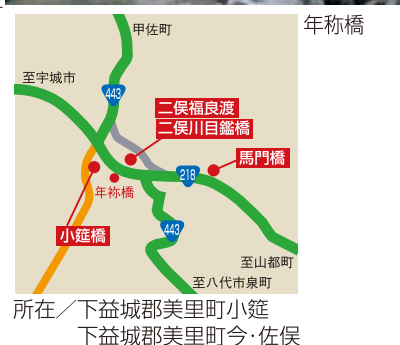 年称橋
甲佐町
至宇城市
443
二俣福良渡
二俣川目鑑橋
馬門橋
218
年祢橋
小筵橋
443
至山都町
至八代市泉町
所在／下益城郡美里町小筵
下益城郡美里町今･佐俣